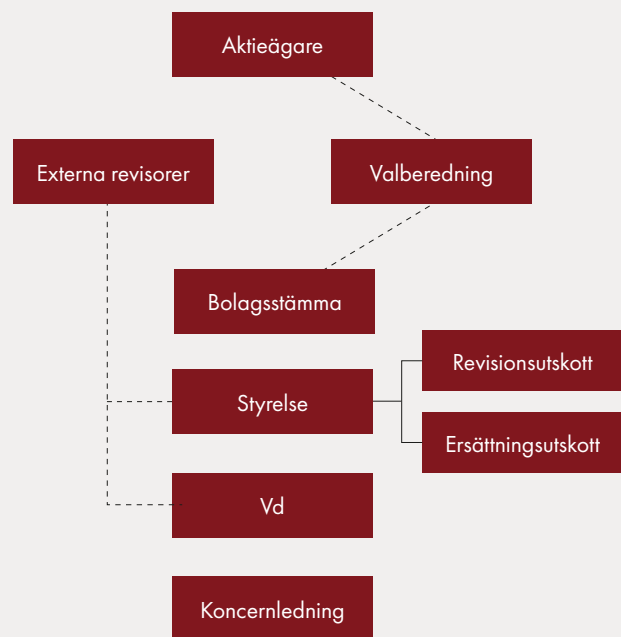 Aktieägare
Externa revisorer
Valberedning
Bolagsstämma
Styrelse
Revisionsutskott
Ersättningsutskott
Vd
Koncernledning